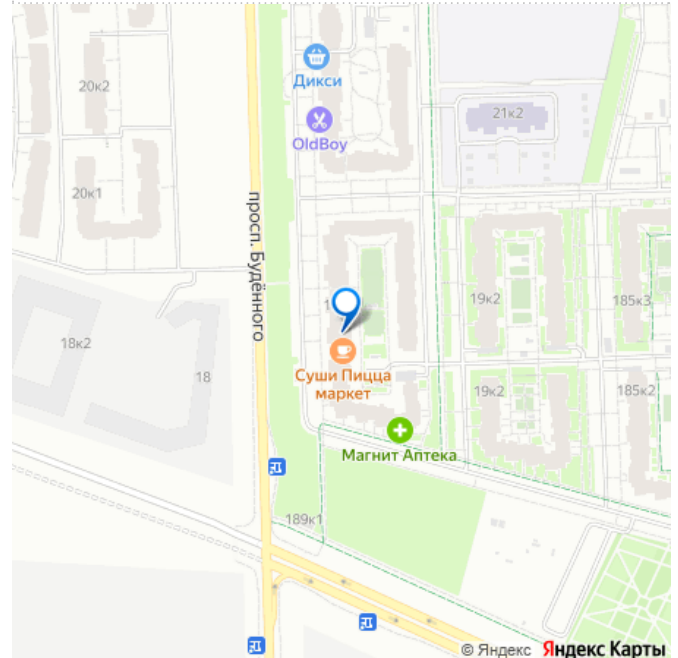 20к2
Дикси
21к2
OldBoy
20к1
просп. Будённого
19к2
185к3
18к2
18
Суши Пицца
маркет
19к2
185к2
Магнит Аптека
189к1
© Яндекс Яндекс Карты